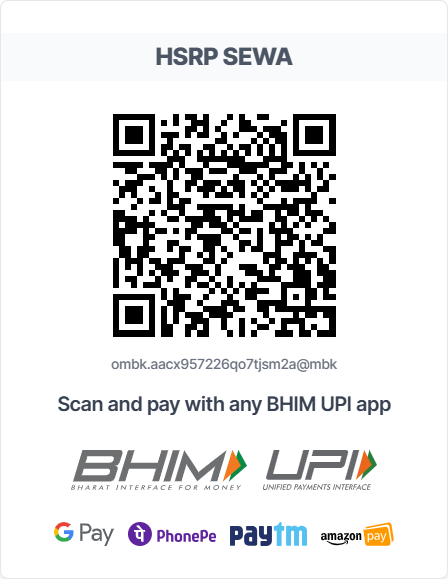 HSRP SEWA
ombk.aacx957226qo7tjsm2a@mbk
Scan and pay with any BHIM UPI app
BHIM UPI
BHARAT INTERFACE FOR MONEY UNIFIED PAYMENTS INTERFACE
G Pay PhonePe paytm amazon pay